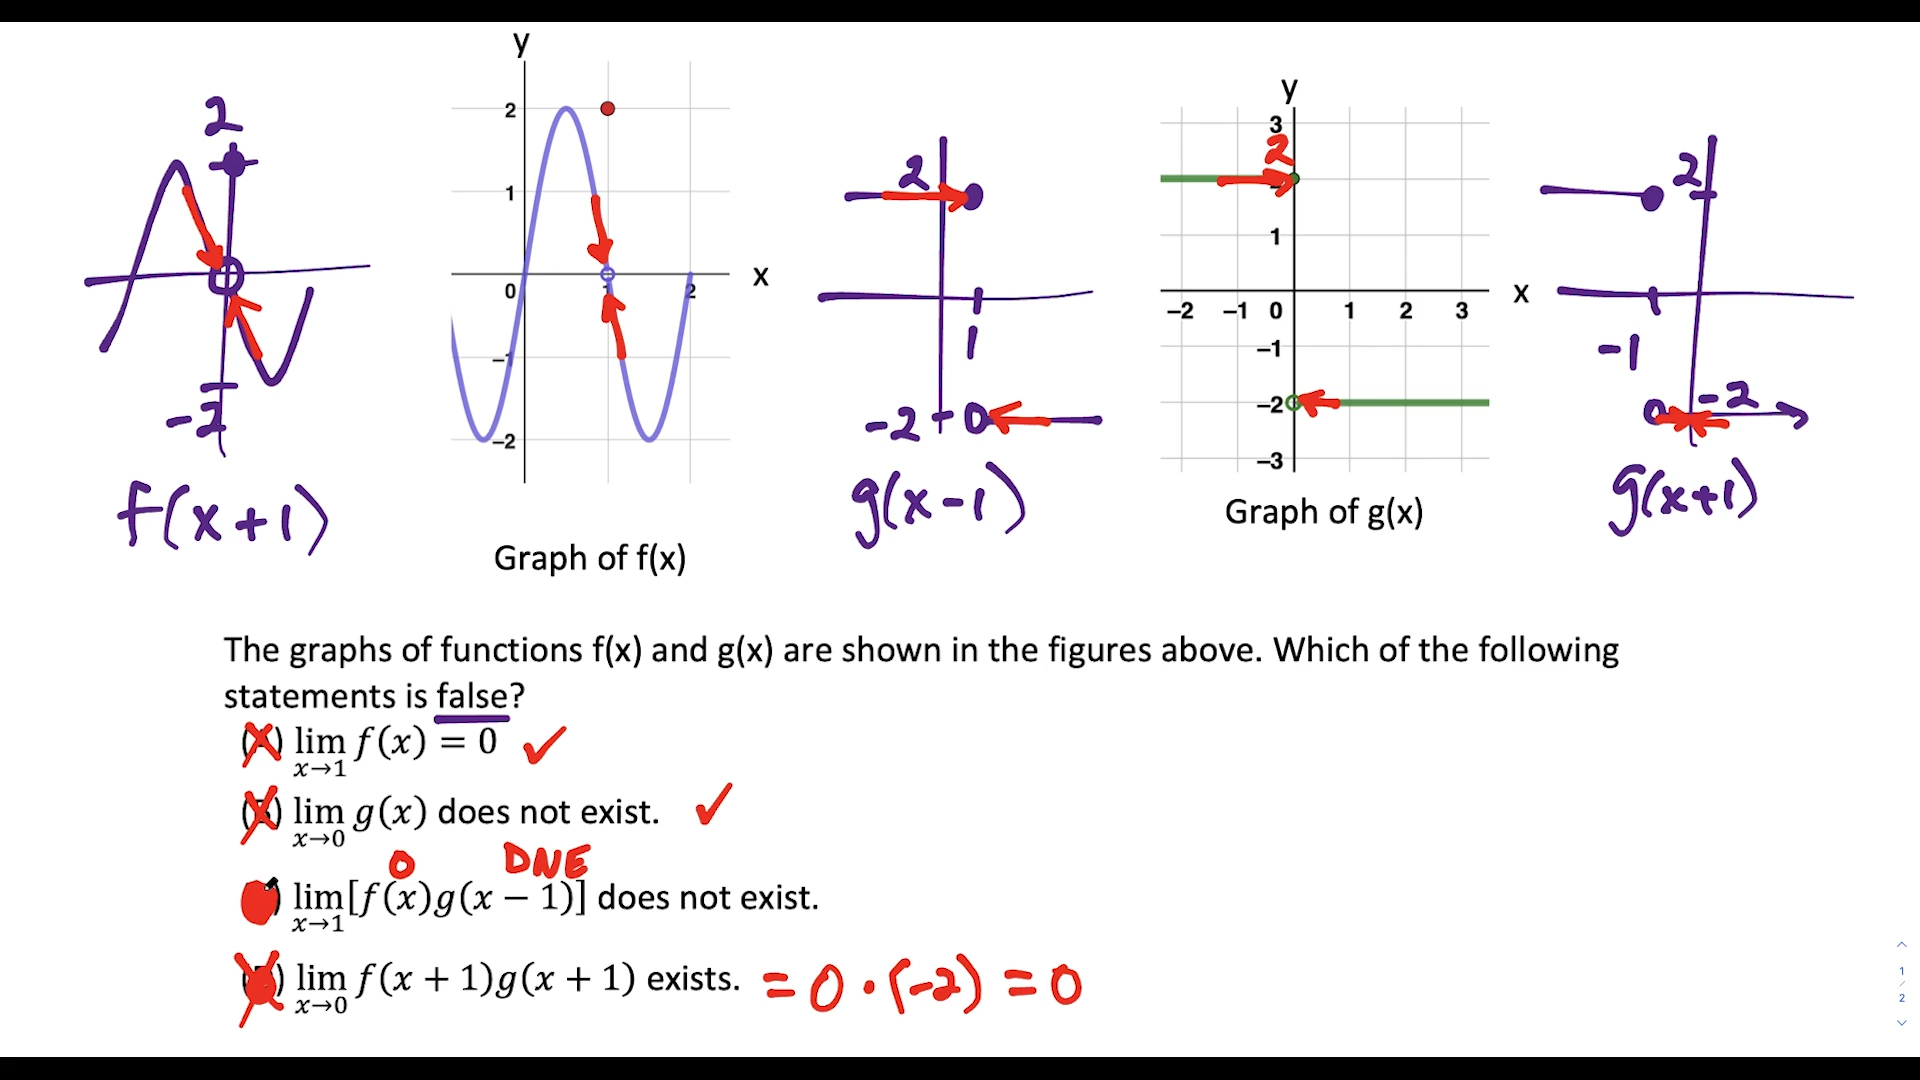 y
2
1
0
-1
-2
2
x
2
-2
f(x+1)
Graph of f(x)
2
1
-2
g(x-1)
y
3
2
1
-2 -1 0 1 2 3
-1
-2
-3
x
Graph of g(x)
2
-1
-2
g(x+1)
The graphs of functions f(x) and g(x) are shown in the figures above. Which of the following
statements is false?
lim f(x) = 0 ✓
x→1
lim g(x) does not exist. ✓
x→0
0 DNE
lim[f(x)g(x − 1)] does not exist.
x→1
lim f(x + 1)g(x + 1) exists. = 0 · (-2) = 0
x→0
1
/
2